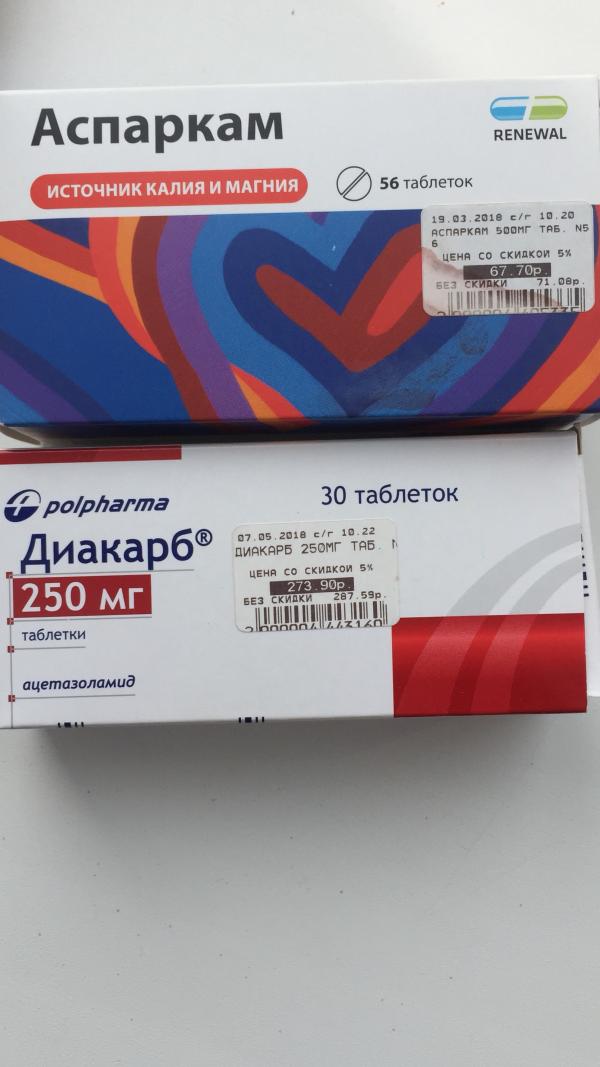 Аспаркам
RENEWAL
ИСТОЧНИК КАЛИЯ И МАГНИЯ
56 таблеток
19.03.2018 с/г 10.20
АСПАРКАМ 500МГ ТАБ. N5
6
ЦЕНА СО СКИДКОЙ 5%
67.70р.
БЕЗ СКИДКИ 71.08р.
polpharma
30 таблеток
Диакарб®
250 мг
таблетки
ацетазоламид
07.05.2018 с/г 10.22
ДИАКАРБ 250МГ ТАБ.
ЦЕНА СО СКИДКОЙ 5%
273.90р.
БЕЗ СКИДКИ 287.59р.
2000004 443160